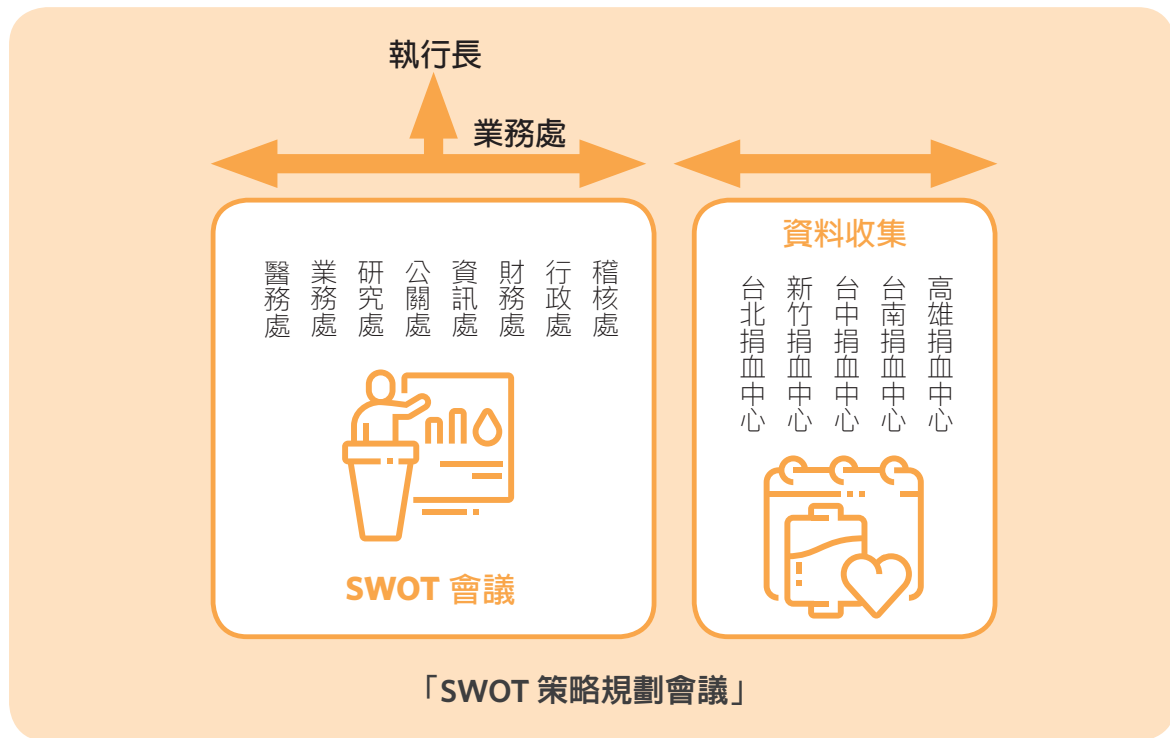 執行長
業務處
醫務處
業務處
研究處
公關處
資訊處
財務處
行政處
稽核處
SWOT 會議
資料收集
台北捐血中心
新竹捐血中心
台中捐血中心
台南捐血中心
高雄捐血中心
「SWOT 策略規劃會議」